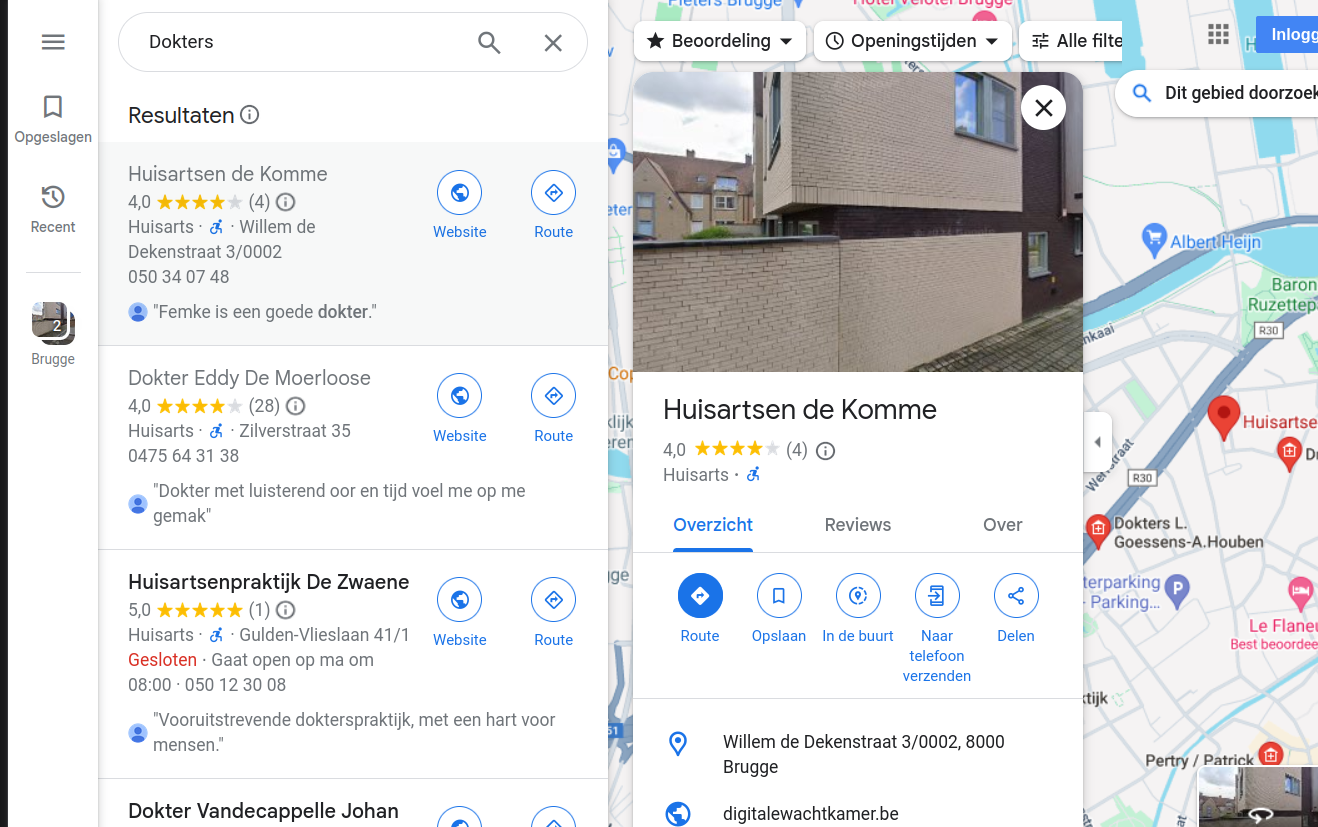 Opgeslagen
Recent
2
Brugge
Dokters
Resultaten
Huisartsen de Komme
4,0 (4)
Huisarts · · Willem de
Dekenstraat 3/0002
050 34 07 48
"Femke is een goede dokter."
Website
Route
Dokter Eddy De Moerloose
4,0 (28)
Huisarts · · Zilverstraat 35
0475 64 31 38
"Dokter met luisterend oor en tijd voel me op me
gemak"
Website
Route
Huisartsenpraktijk De Zwaene
5,0 (1)
Huisarts · · Gulden-Vlieslaan 41/1
Gesloten · Gaat open op ma om
08:00 · 050 12 30 08
"Vooruitstrevende dokterspraktijk, met een hart voor
mensen."
Website
Route
Dokter Vandecappelle Johan
Beoordeling
Openingstijden
Alle filte
Inlogg
Dit gebied doorzoek
Huisartsen de Komme
4,0 (4)
Huisarts ·
Overzicht
Reviews
Over
Route
Opslaan
In de buurt
Naar
telefoon
verzenden
Delen
Willem de Dekenstraat 3/0002, 8000
Brugge
digitalewachtkamer.be
Pieters Brugge
Hotel Velotel Brugge
Albert Heijn
Baron
Ruzettep
R30
nkaai
Huisartse
R30
Dokters L.
Goessens-A.Houben
terparking
- Parking...
P
Le Flaneu
Best beoordee
tijk
Pertry / Patrick